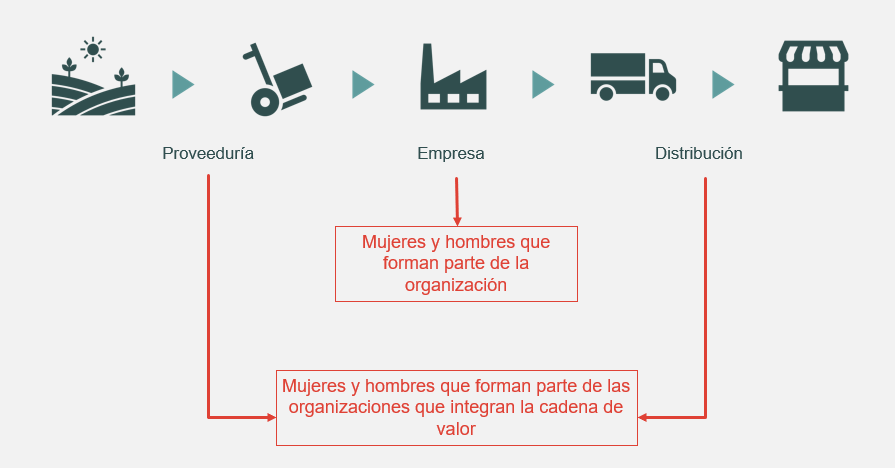 Proveeduría
Empresa
Distribución
Mujeres y hombres que
forman parte de la
organización
Mujeres y hombres que forman parte de las
organizaciones que integran la cadena de
valor